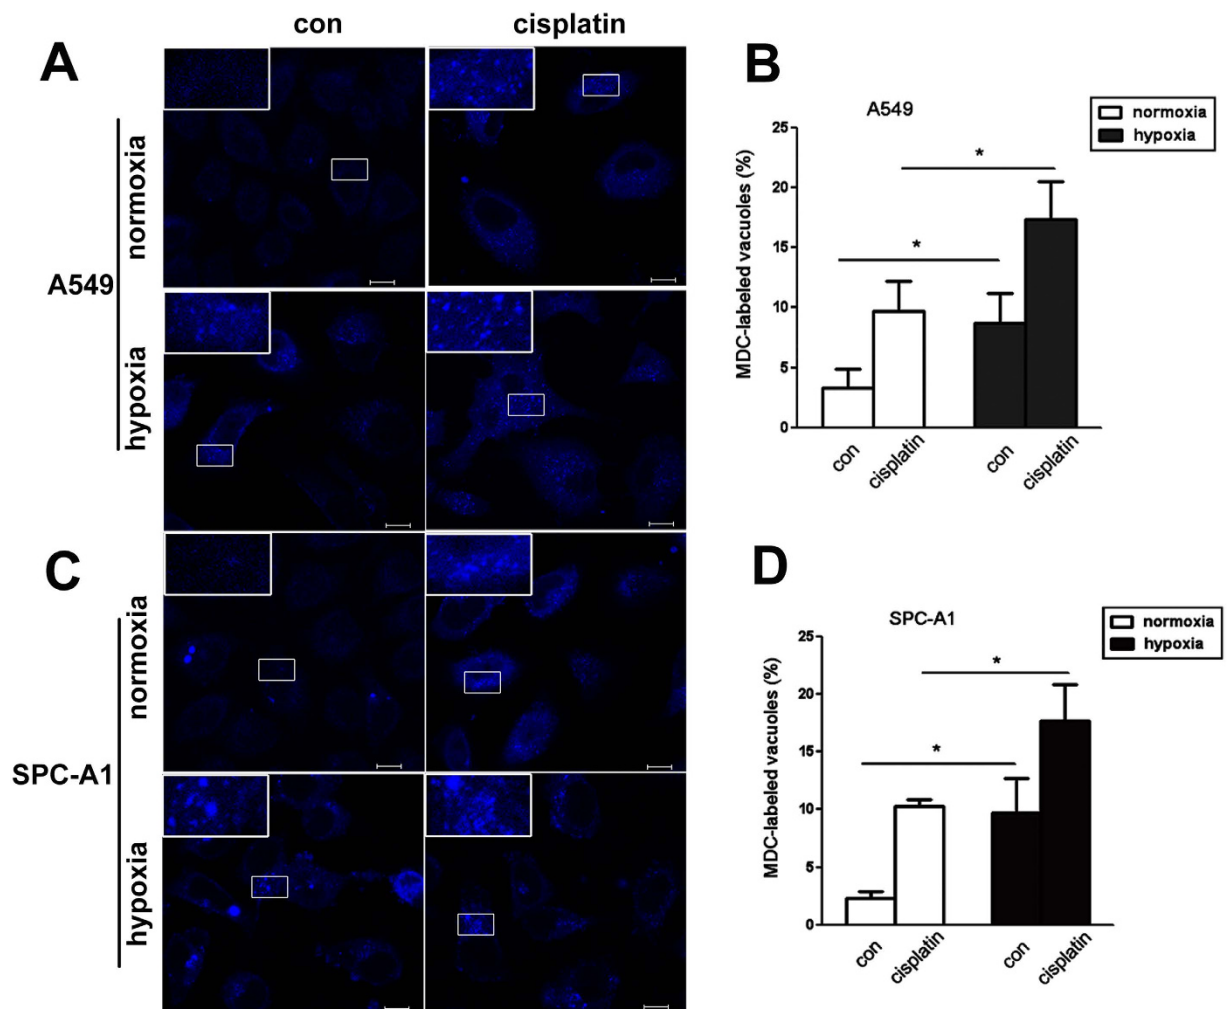 con
cisplatin
A
A549
normoxia
hypoxia
B
A549
normoxia
hypoxia
MDC-labeled vacuoles (%)
25
20
15
10
5
0
*
*
con
cisplatin
con
cisplatin
C
SPC-A1
normoxia
hypoxia
D
SPC-A1
normoxia
hypoxia
MDC-labeled vacuoles (%)
25
20
15
10
5
0
*
*
con
cisplatin
con
cisplatin